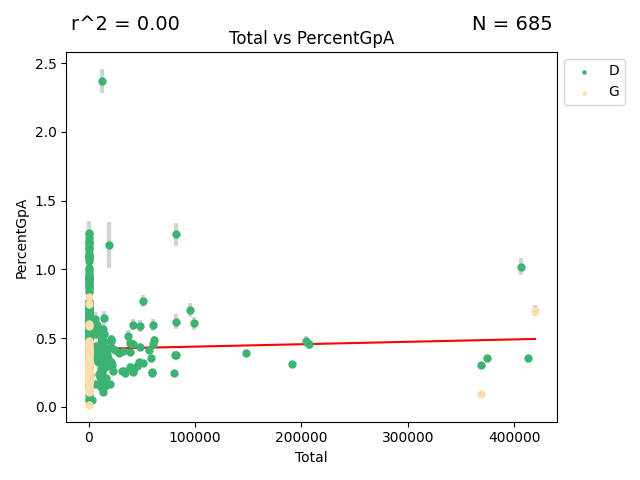 r^2 = 0.00
N = 685
Total vs PercentGpA
D
G
PercentGpA
2.5
2.0
1.5
1.0
0.5
0.0
0
100000
200000
300000
400000
Total